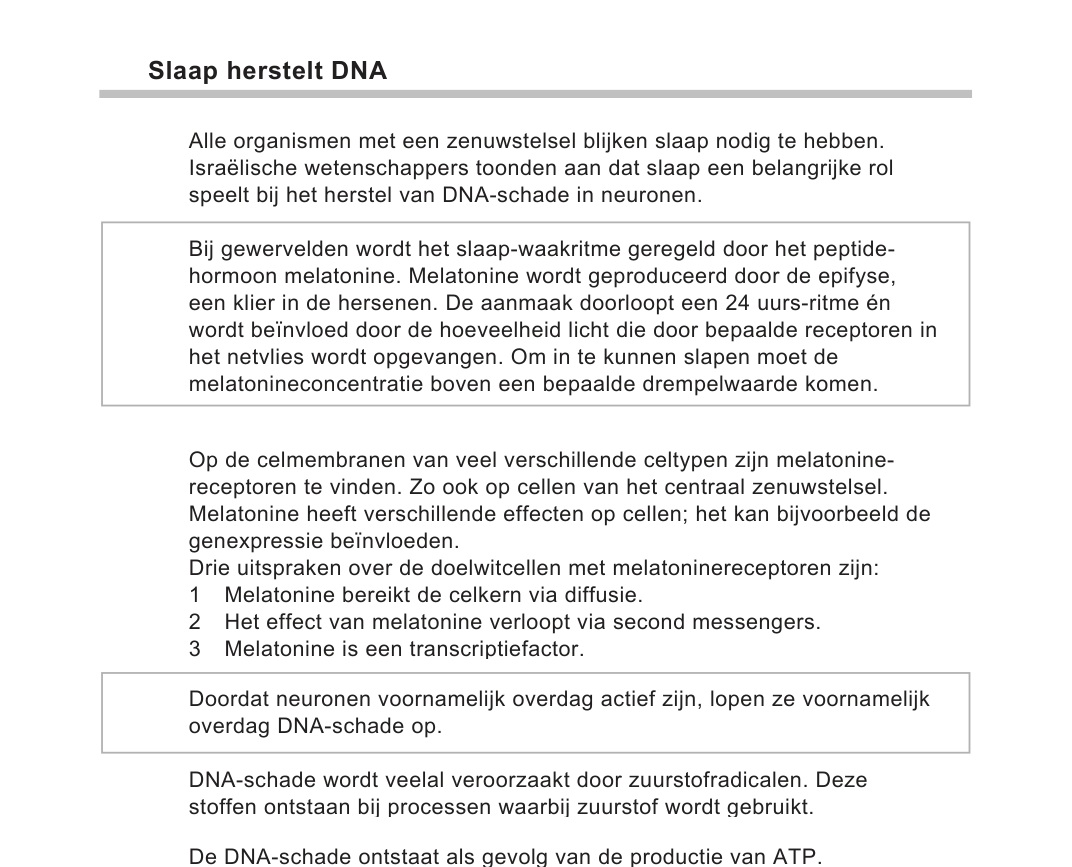 Slaap herstelt DNA
Alle organismen met een zenuwstelsel blijken slaap nodig te hebben.
Israëlische wetenschappers toonden aan dat slaap een belangrijke rol
speelt bij het herstel van DNA-schade in neuronen.
Bij gewervelden wordt het slaap-waakritme geregeld door het peptide-
hormoon melatonine. Melatonine wordt geproduceerd door de epifyse,
een klier in de hersenen. De aanmaak doorloopt een 24 uurs-ritme én
wordt beïnvloed door de hoeveelheid licht die door bepaalde receptoren in
het netvlies wordt opgevangen. Om in te kunnen slapen moet de
melatonineconcentratie boven een bepaalde drempelwaarde komen.
Op de celmembranen van veel verschillende celtypen zijn melatonine-
receptoren te vinden. Zo ook op cellen van het centraal zenuwstelsel.
Melatonine heeft verschillende effecten op cellen; het kan bijvoorbeeld de
genexpressie beïnvloeden.
Drie uitspraken over de doelwitcellen met melatoninereceptoren zijn:
1 Melatonine bereikt de celkern via diffusie.
2 Het effect van melatonine verloopt via second messengers.
3 Melatonine is een transcriptiefactor.
Doordat neuronen voornamelijk overdag actief zijn, lopen ze voornamelijk
overdag DNA-schade op.
DNA-schade wordt veelal veroorzaakt door zuurstofradicalen. Deze
stoffen ontstaan bij processen waarbij zuurstof wordt gebruikt.
De DNA-schade ontstaat als gevolg van de productie van ATP.